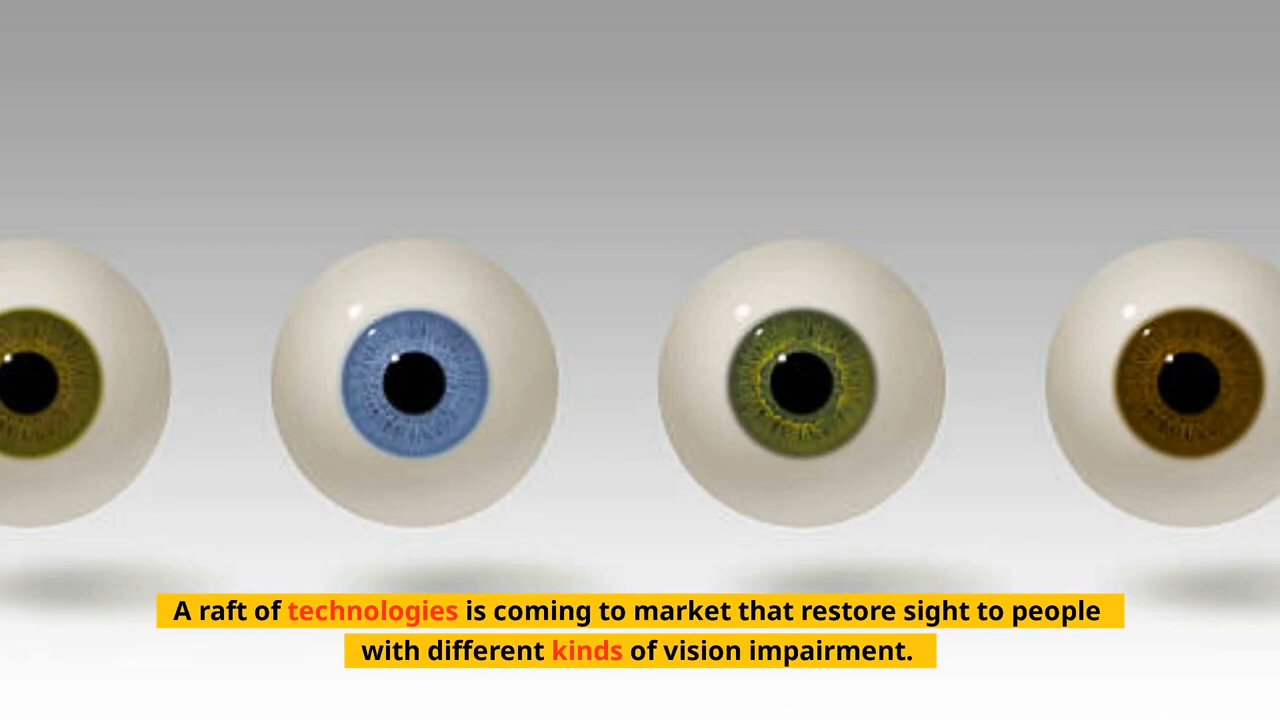 A raft of technologies is coming to market that restore sight to people
with different kinds of vision impairment.